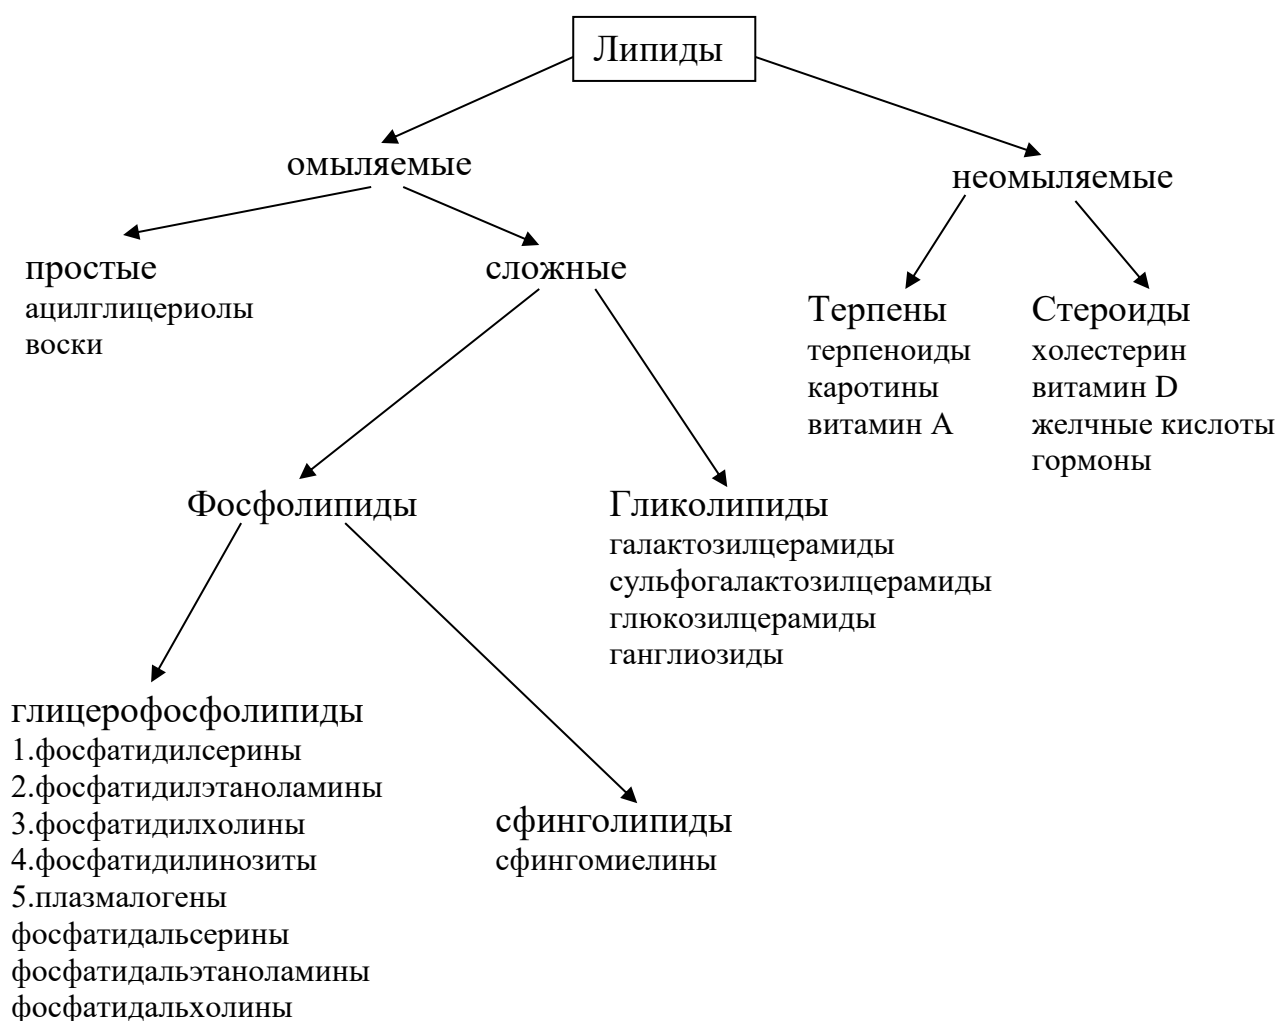 Липиды
омыляемые
неомыляемые
простые
ацилглицериолы
воски
сложные
Терпены
терпеноиды
каротины
витамин А
Стероиды
холестерин
витамин D
желчные кислоты
гормоны
Фосфолипиды
Гликолипиды
галактозилцерамиды
сульфогалактозилцерамиды
глюкозилцерамиды
ганглиозиды
глицерофосфолипиды
1.фосфатидилсерины
2.фосфатидилэтаноламины
3.фосфатидилхолины
4.фосфатидилинозиты
5.плазмалогены
фосфатидальсерины
фосфатидальэтаноламины
фосфатидальхолины
сфинголипиды
сфингомиелины